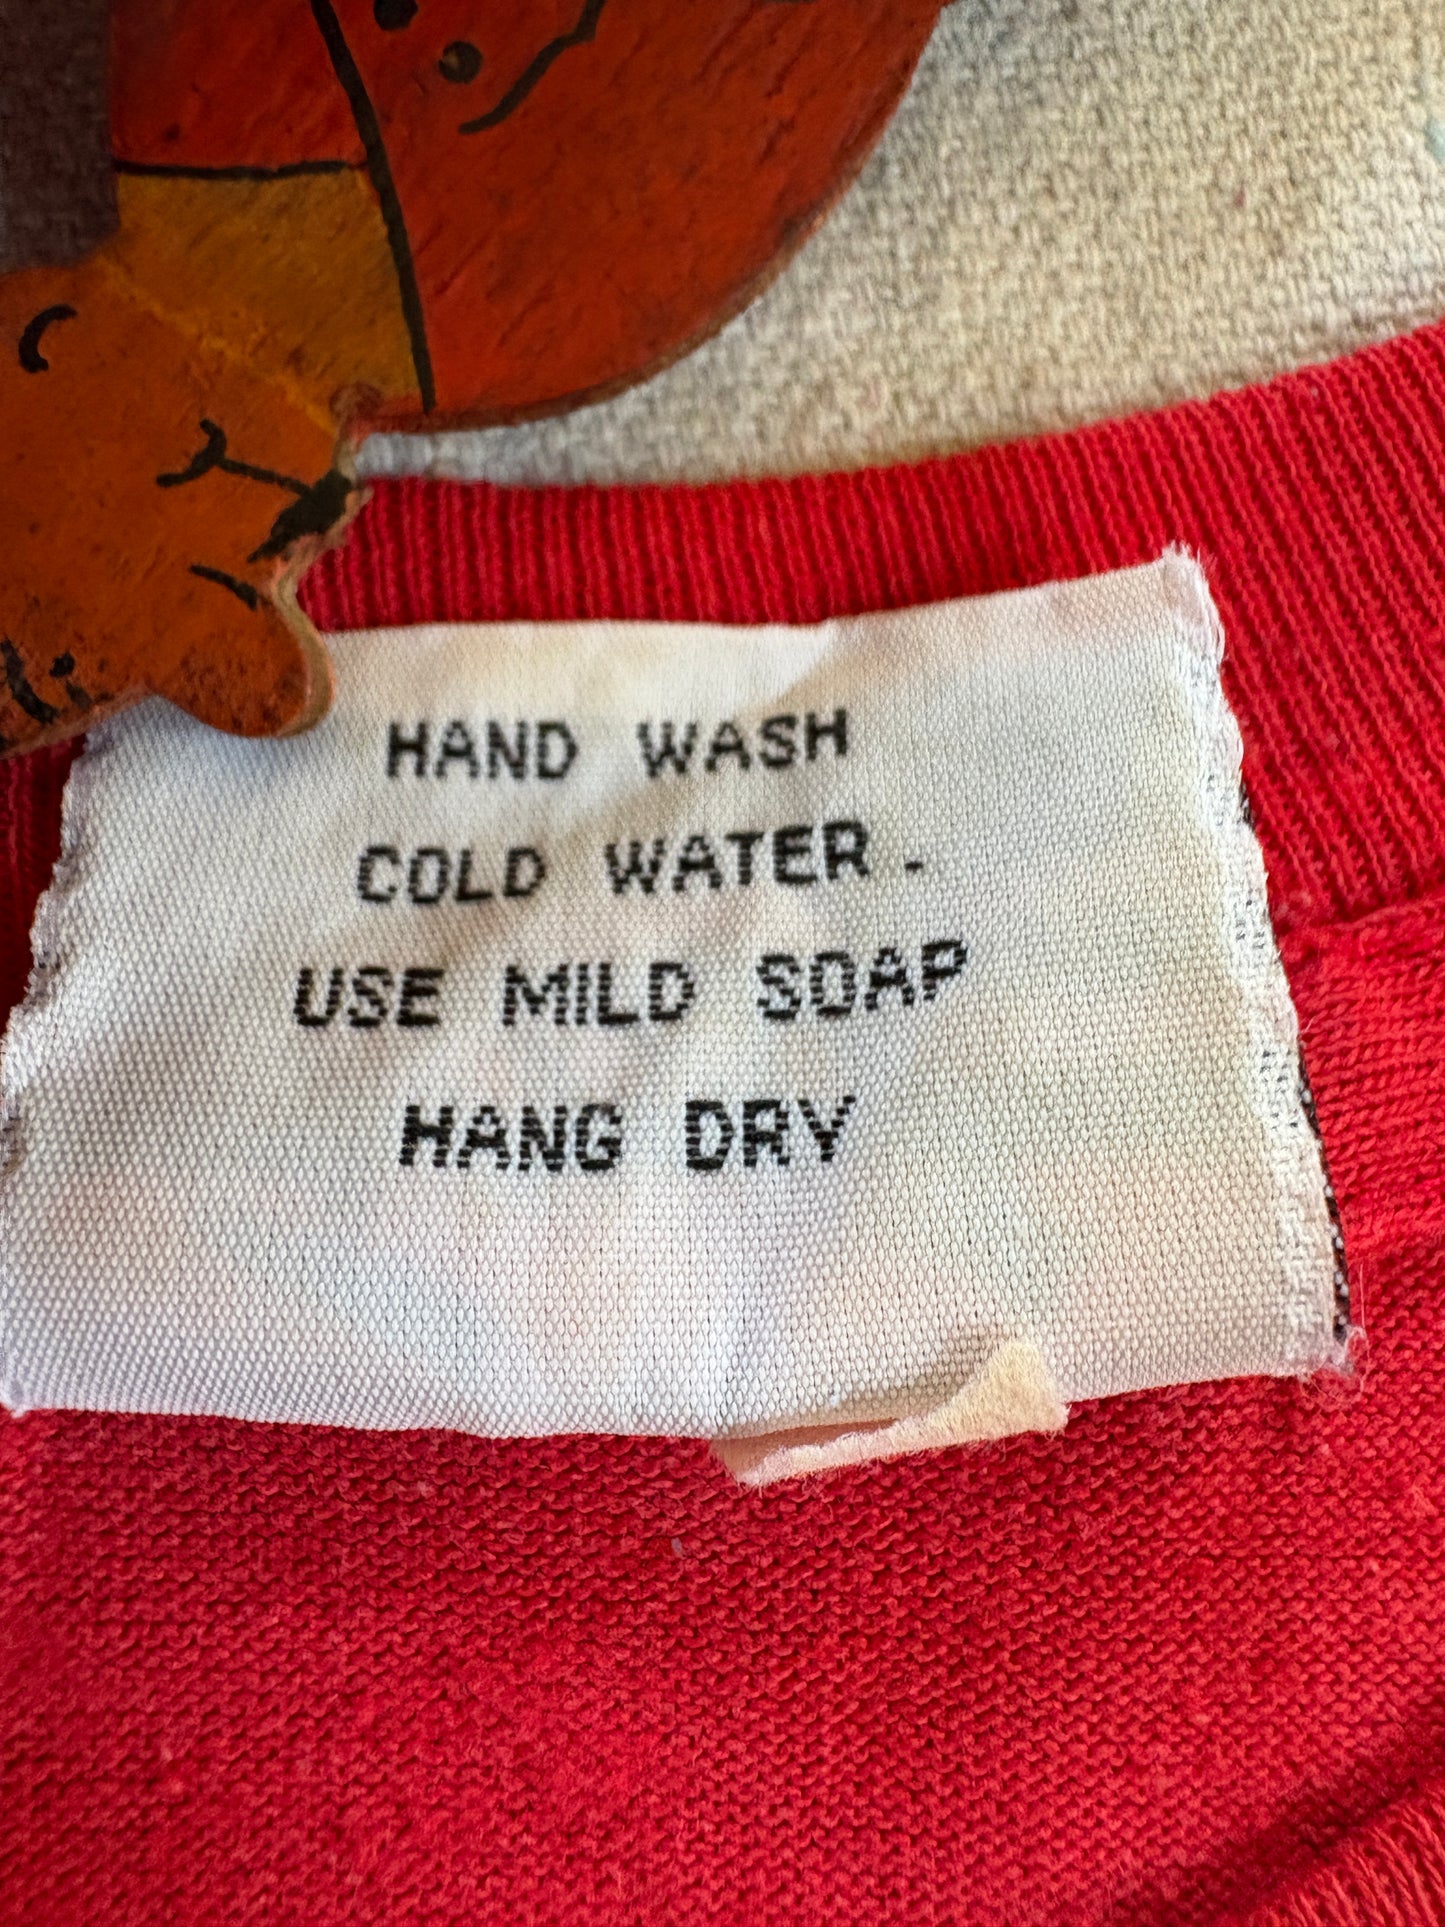 HAND WASH
COLD WATER.
USE MILD SOAP
HANG DRY